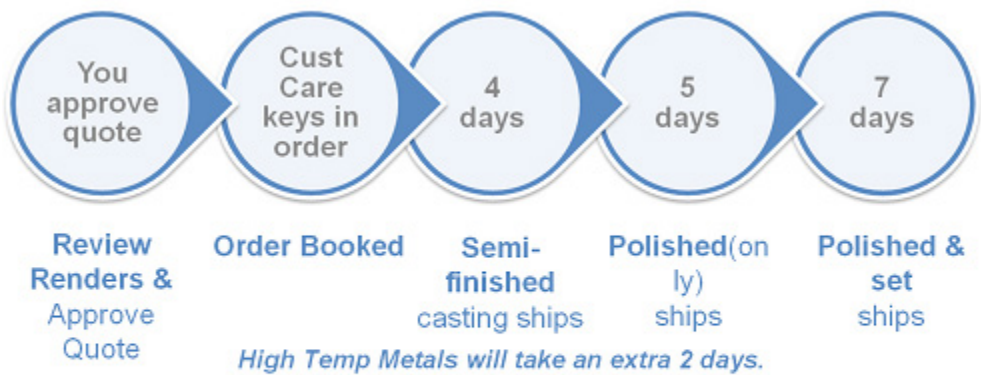 You
approve
quote
Cust
Care
keys in
order
4
days
5
days
7
days
Review
Renders &
Approve
Quote
Order Booked
Semi-
finished
casting ships
Polished(on
ly)
ships
Polished &
set
ships
High Temp Metals will take an extra 2 days.